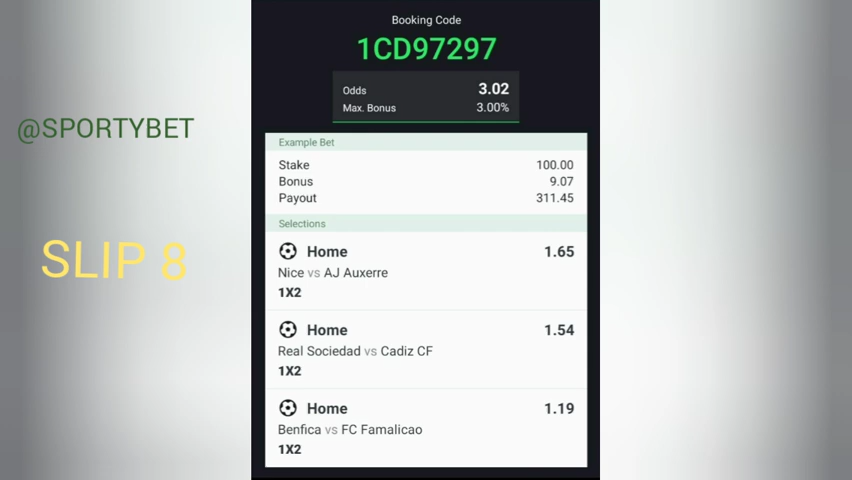 Booking Code
1CD97297
Odds 3.02
Max. Bonus 3.00%
@SPORTYBET
SLIP 8
Example Bet
Stake 100.00
Bonus 9.07
Payout 311.45
Selections
Home 1.65
Nice vs AJ Auxerre
1X2
Home 1.54
Real Sociedad vs Cadiz CF
1X2
Home 1.19
Benfica vs FC Famalicao
1X2